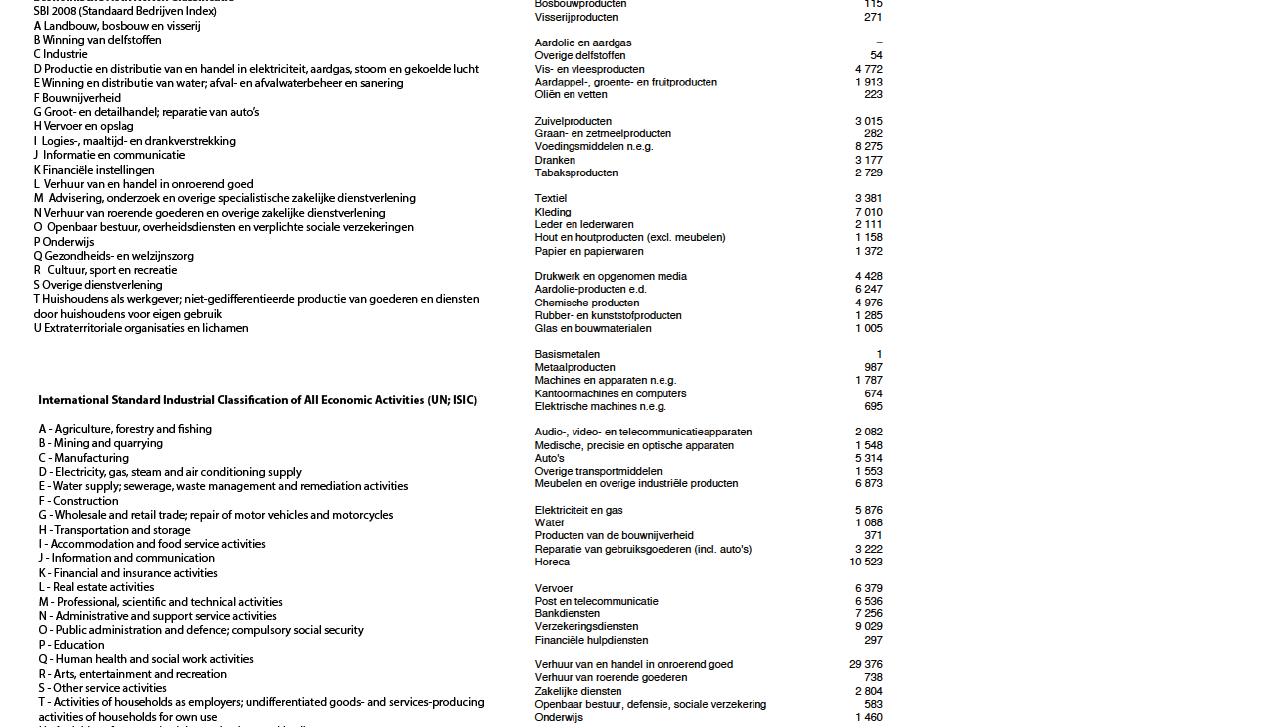 SBI 2008 (Standaard Bedrijven Index)
A Landbouw, bosbouw en visserij
B Winning van delfstoffen
C Industrie
D Productie en distributie van en handel in elektriciteit, aardgas, stoom en gekoelde lucht
E Winning en distributie van water; afval- en afvalwaterbeheer en sanering
F Bouwnijverheid
G Groot- en detailhandel; reparatie van auto’s
H Vervoer en opslag
I Logies-, maaltijd- en drankverstrekking
J Informatie en communicatie
K Financiële instellingen
L Verhuur van en handel in onroerend goed
M Advisering, onderzoek en overige specialistische zakelijke dienstverlening
N Verhuur van roerende goederen en overige zakelijke dienstverlening
O Openbaar bestuur, overheidsdiensten en verplichte sociale verzekeringen
P Onderwijs
Q Gezondheids- en welzijnszorg
R Cultuur, sport en recreatie
S Overige dienstverlening
T Huishoudens als werkgever; niet-gedifferentieerde productie van goederen en diensten
door huishoudens voor eigen gebruik
U Extraterritoriale organisaties en lichamen
International Standard Industrial Classification of All Economic Activities (UN; ISIC)
A - Agriculture, forestry and fishing
B - Mining and quarrying
C - Manufacturing
D - Electricity, gas, steam and air conditioning supply
E - Water supply; sewerage, waste management and remediation activities
F - Construction
G - Wholesale and retail trade; repair of motor vehicles and motorcycles
H - Transportation and storage
I - Accommodation and food service activities
J - Information and communication
K - Financial and insurance activities
L - Real estate activities
M - Professional, scientific and technical activities
N - Administrative and support service activities
O - Public administration and defence; compulsory social security
P - Education
Q - Human health and social work activities
R - Arts, entertainment and recreation
S - Other service activities
T - Activities of households as employers; undifferentiated goods- and services-producing
activities of households for own use
Bosbouwproducten 115
Visserijproducten 271
Aardolie en aardgas –
Overige delfstoffen 54
Vis- en vleesproducten 4 772
Aardappel-, groente- en fruitproducten 1 913
Oliën en vetten 223
Zuivelproducten 3 015
Graan- en zetmeelproducten 282
Voedingsmiddelen n.e.g. 8 275
Dranken 3 177
Tabaksproducten 2 729
Textiel 3 381
Kleding 7 010
Leder en lederwaren 2 111
Hout en houtproducten (excl. meubelen) 1 158
Papier en papierwaren 1 372
Drukwerk en opgenomen media 4 428
Aardolie-producten e.d. 6 247
Chemische producten 4 976
Rubber- en kunststofproducten 1 285
Glas en bouwmaterialen 1 005
Basismetalen 1
Metaalproducten 987
Machines en apparaten n.e.g. 1 787
Kantoormachines en computers 674
Elektrische machines n.e.g. 695
Audio-, video- en telecommunicatieapparaten 2 082
Medische, precisie en optische apparaten 1 548
Auto's 5 314
Overige transportmiddelen 1 553
Meubelen en overige industriële producten 6 873
Elektriciteit en gas 5 876
Water 1 088
Producten van de bouwnijverheid 371
Reparatie van gebruiksgoederen (incl. auto's) 3 222
Horeca 10 523
Vervoer 6 379
Post en telecommunicatie 6 536
Bankdiensten 7 256
Verzekeringsdiensten 9 029
Financiële hulpdiensten 297
Verhuur van en handel in onroerend goed 29 376
Verhuur van roerende goederen 738
Zakelijke diensten 2 804
Openbaar bestuur, defensie, sociale verzekering 583
Onderwijs 1 460